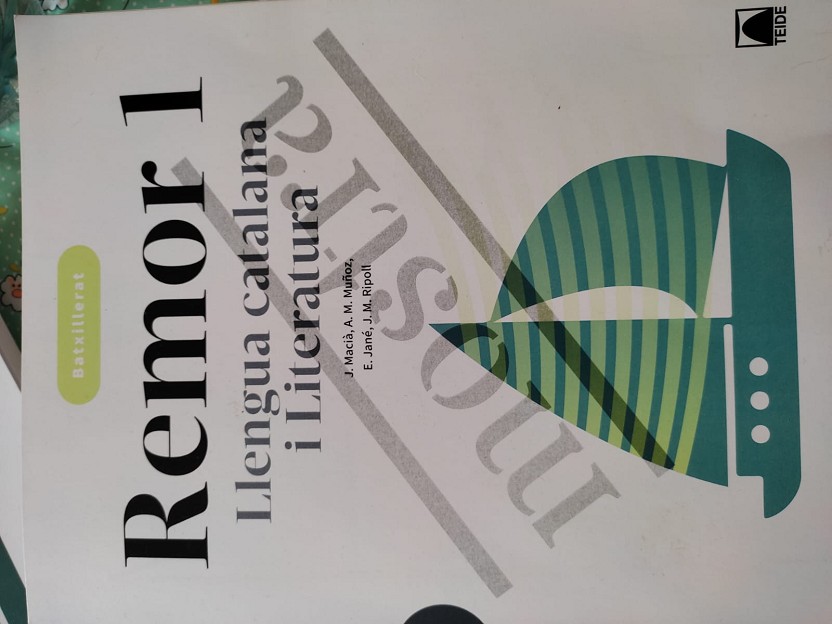 TEIDE
Batxillerat
Remor 1
Llengua catalana
i Literatura
J. Macià, A. M. Muñoz,
E. Jané, J. M. Ripoll
mostra